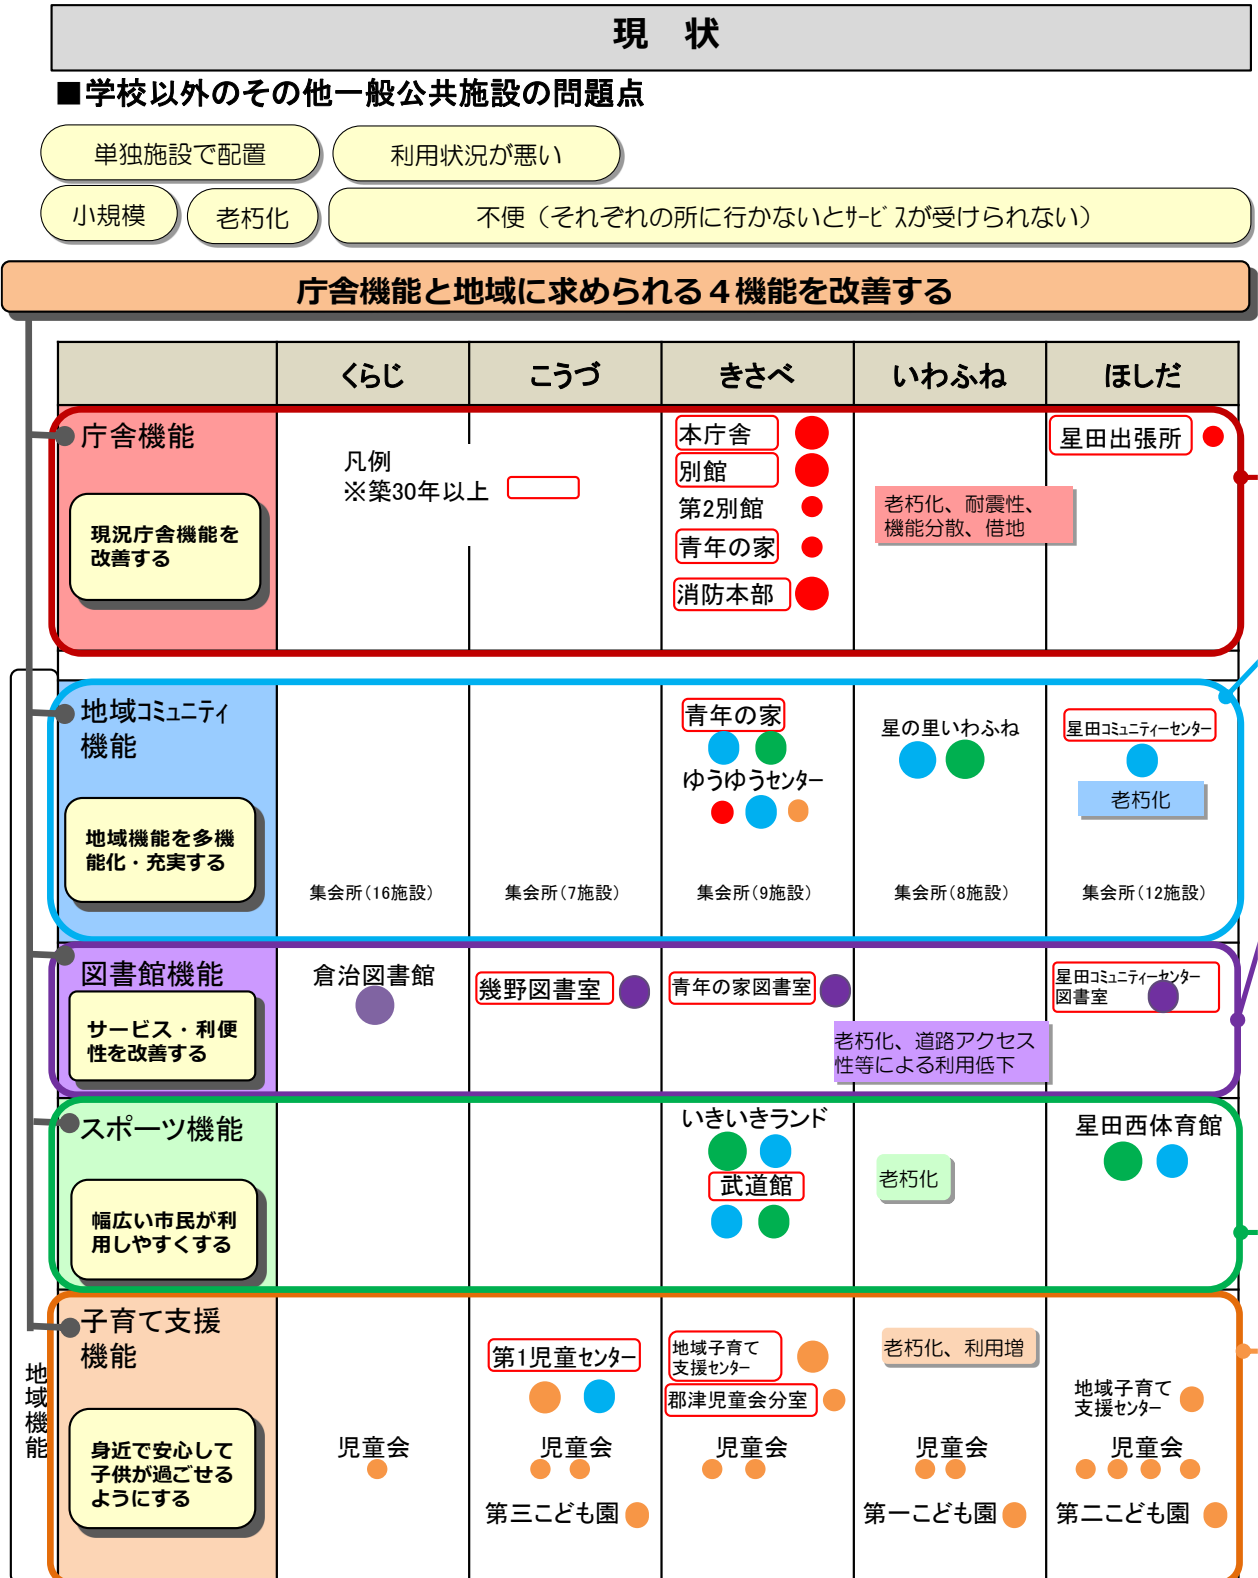 現　状
■学校以外のその他一般公共施設の問題点
単独施設で配置
利用状況が悪い
小規模
老朽化
不便（それぞれの所に行かないとｻｰﾋﾞｽが受けられない）
庁舎機能と地域に求められる４機能を改善する
くらじ
こうづ
きさべ
いわふね
ほしだ
庁舎機能
現況庁舎機能を
改善する
凡例
※築30年以上
本庁舎
別館
第2別館
青年の家
消防本部
老朽化、耐震性、
機能分散、借地
星田出張所
地域ｺﾐｭﾆﾃｨ
機能
地域機能を多機
能化・充実する
青年の家
ゆうゆうｾﾝﾀｰ
星の里いわふね
星田ｺﾐｭﾆﾃｨｰｾﾝﾀｰ
老朽化
集会所(16施設)
集会所(7施設)
集会所(9施設)
集会所(8施設)
集会所(12施設)
図書館機能
サービス・利便
性を改善する
倉治図書館
幾野図書室
青年の家図書室
星田ｺﾐｭﾆﾃｨｰｾﾝﾀｰ
図書室
老朽化、道路アクセス
性等による利用低下
スポーツ機能
幅広い市民が利
用しやすくする
いきいきランド
武道館
老朽化
星田西体育館
子育て支援
機能
身近で安心して
子供が過ごせる
ようにする
第1児童ｾﾝﾀｰ
地域子育て
支援ｾﾝﾀｰ
郡津児童会分室
老朽化、利用増
地域子育て
支援ｾﾝﾀｰ
児童会
児童会
児童会
児童会
児童会
第三こども園
第一こども園
第二こども園
地域機能